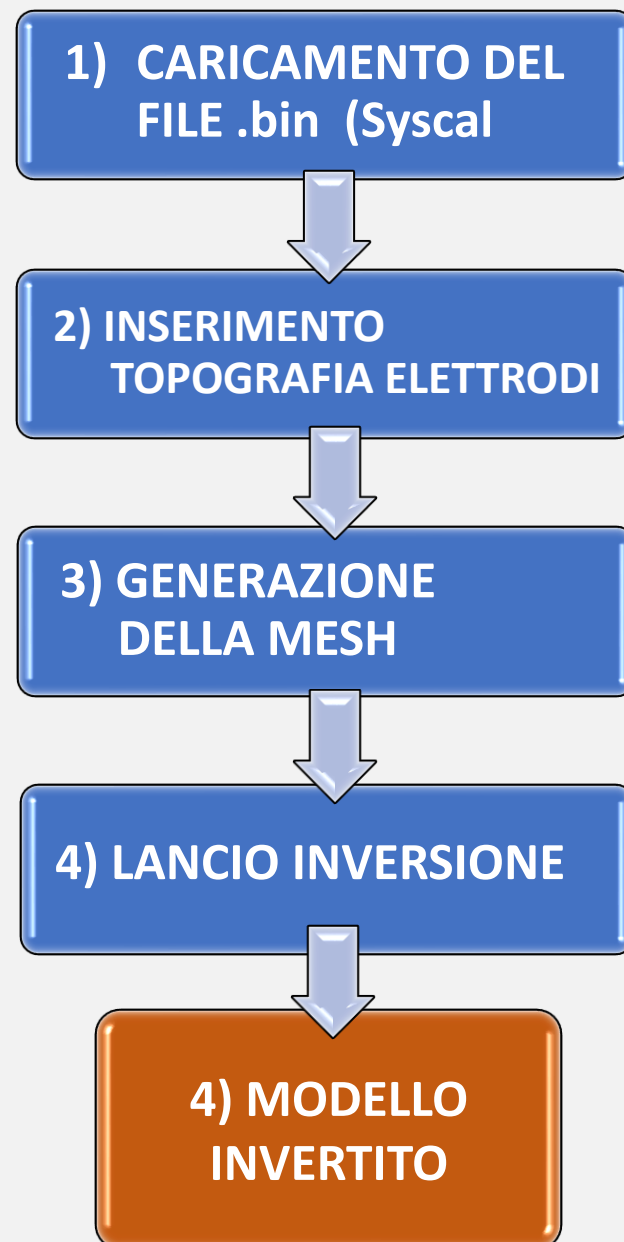 1) CARICAMENTO DEL
FILE .bin (Syscal
2) INSERIMENTO
TOPOGRAFIA ELETTRODI
3) GENERAZIONE
DELLA MESH
4) LANCIO INVERSIONE
4) MODELLO
INVERTITO